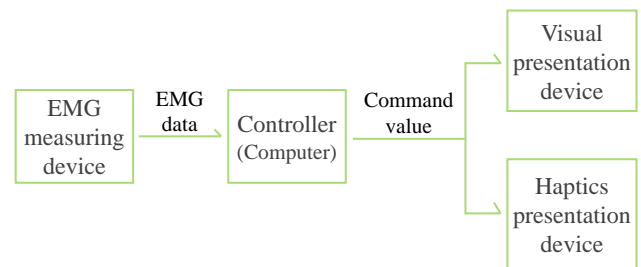 EMG
measuring
device
EMG
data
Controller
(Computer)
Command
value
Visual
presentation
device
Haptics
presentation
device